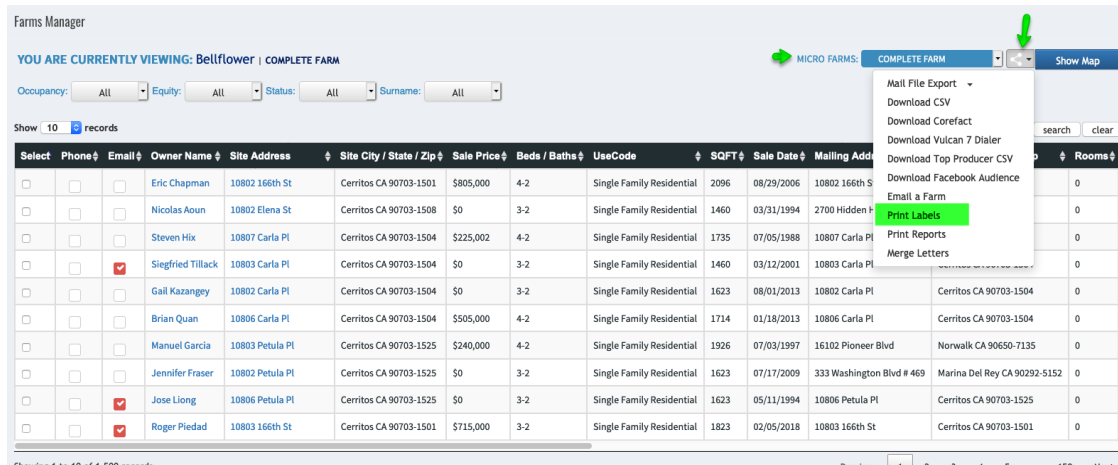 Farms Manager
YOU ARE CURRENTLY VIEWING: Bellflower | COMPLETE FARM
MICRO FARMS: COMPLETE FARM Show Map
Occupancy: All Equity: All Status: All Surname: All
Mail File Export
Download CSV
Download Corefact
Download Vulcan 7 Dialer
Download Top Producer CSV
Download Facebook Audience
Email a Farm
Print Labels
Print Reports
Merge Letters
Show 10 records search clear
Select Phone Email Owner Name Site Address Site City / State / Zip Sale Price Beds / Baths UseCode SQFT Sale Date Mailing Rooms
Eric Chapman 10802 166th St Cerritos CA 90703-1501 $805,000 4-2 Single Family Residential 2096 08/29/2006 10802 166th 0
Nicolas Aoun 10802 Elena St Cerritos CA 90703-1508 $0 3-2 Single Family Residential 1460 03/31/1994 2700 Hidden 0
Steven Hix 10807 Carla Pl Cerritos CA 90703-1504 $225,002 4-2 Single Family Residential 1735 07/05/1988 10807 Carla Pl 0
Siegfried Tillack 10803 Carla Pl Cerritos CA 90703-1504 $0 3-2 Single Family Residential 1460 03/12/2001 10803 Carla Pl 0
Gail Kazangey 10802 Carla Pl Cerritos CA 90703-1504 $0 3-2 Single Family Residential 1623 08/01/2013 10802 Carla Pl Cerritos CA 90703-1504 0
Brian Quan 10806 Carla Pl Cerritos CA 90703-1504 $505,000 4-2 Single Family Residential 1714 01/18/2013 10806 Carla Pl Cerritos CA 90703-1504 0
Manuel Garcia 10803 Petula Pl Cerritos CA 90703-1525 $240,000 4-2 Single Family Residential 1926 07/03/1997 16102 Pioneer Blvd Norwalk CA 90650-7135 0
Jennifer Fraser 10802 Petula Pl Cerritos CA 90703-1525 $0 3-2 Single Family Residential 1623 07/17/2009 333 Washington Blvd # 469 Marina Del Rey CA 90292-5152 0
Jose Liong 10806 Petula Pl Cerritos CA 90703-1525 $0 3-2 Single Family Residential 1623 05/11/1994 10806 Petula Pl Cerritos CA 90703-1525 0
Roger Piedad 10803 166th St Cerritos CA 90703-1501 $715,000 3-2 Single Family Residential 1823 02/05/2018 10803 166th St Cerritos CA 90703-1501 0